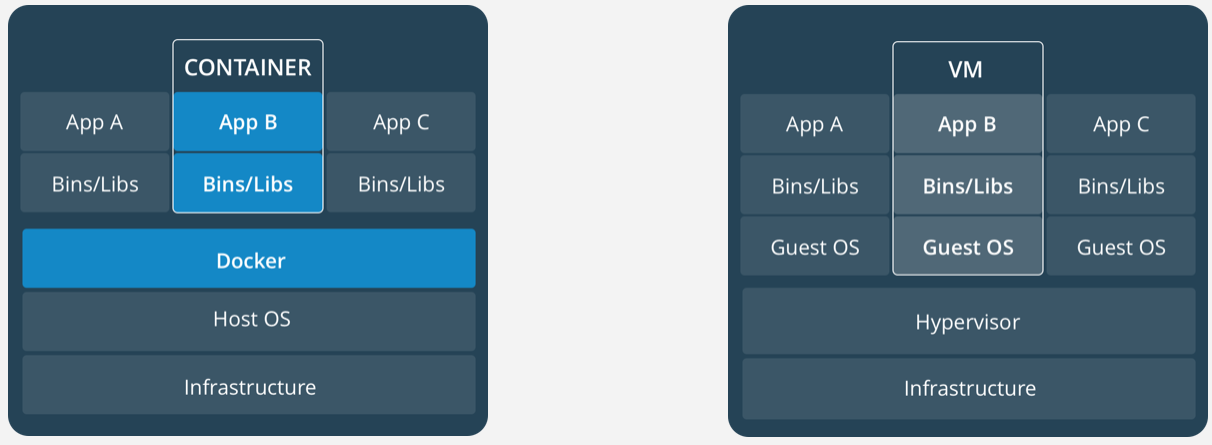 CONTAINER
App A App B App C
Bins/Libs Bins/Libs Bins/Libs
Docker
Host OS
Infrastructure
VM
App A App B App C
Bins/Libs Bins/Libs Bins/Libs
Guest OS Guest OS Guest OS
Hypervisor
Infrastructure